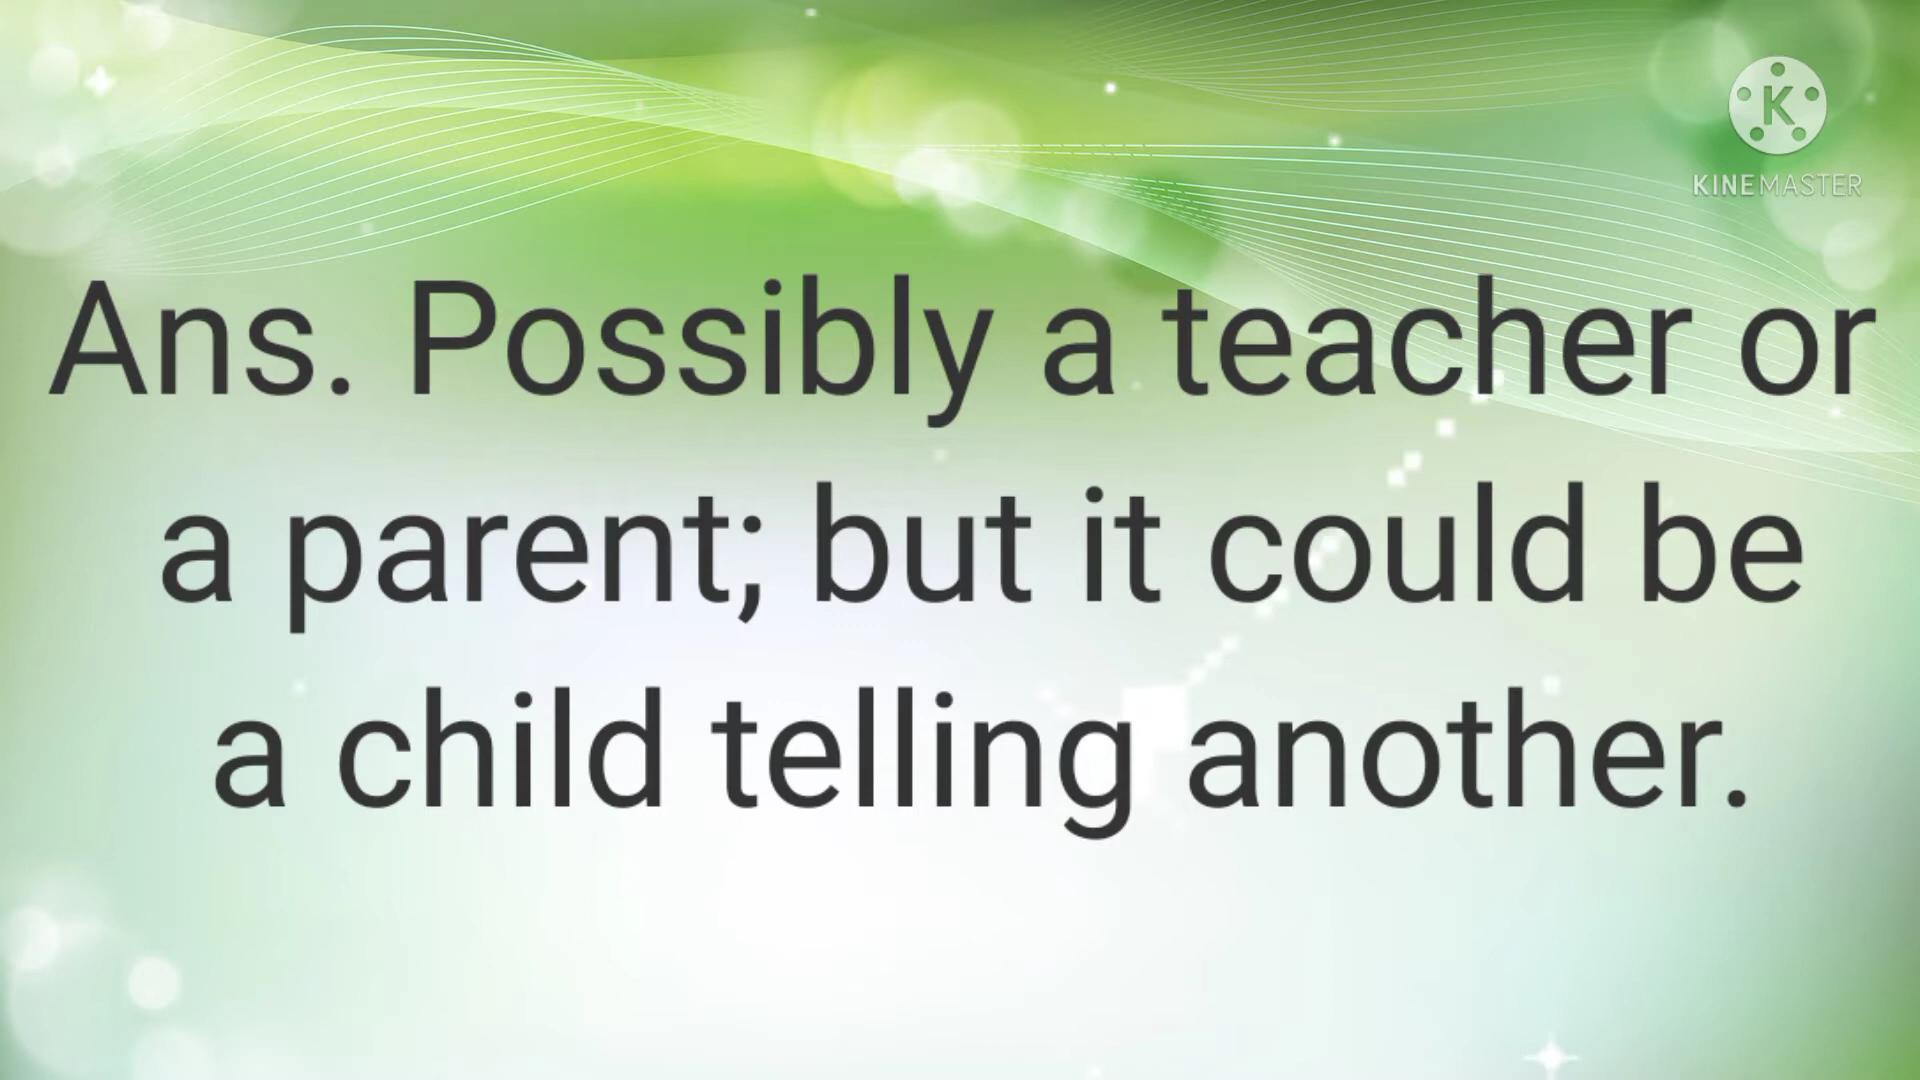 KINEMASTER
Ans. Possibly a teacher or
a parent; but it could be
a child telling another.